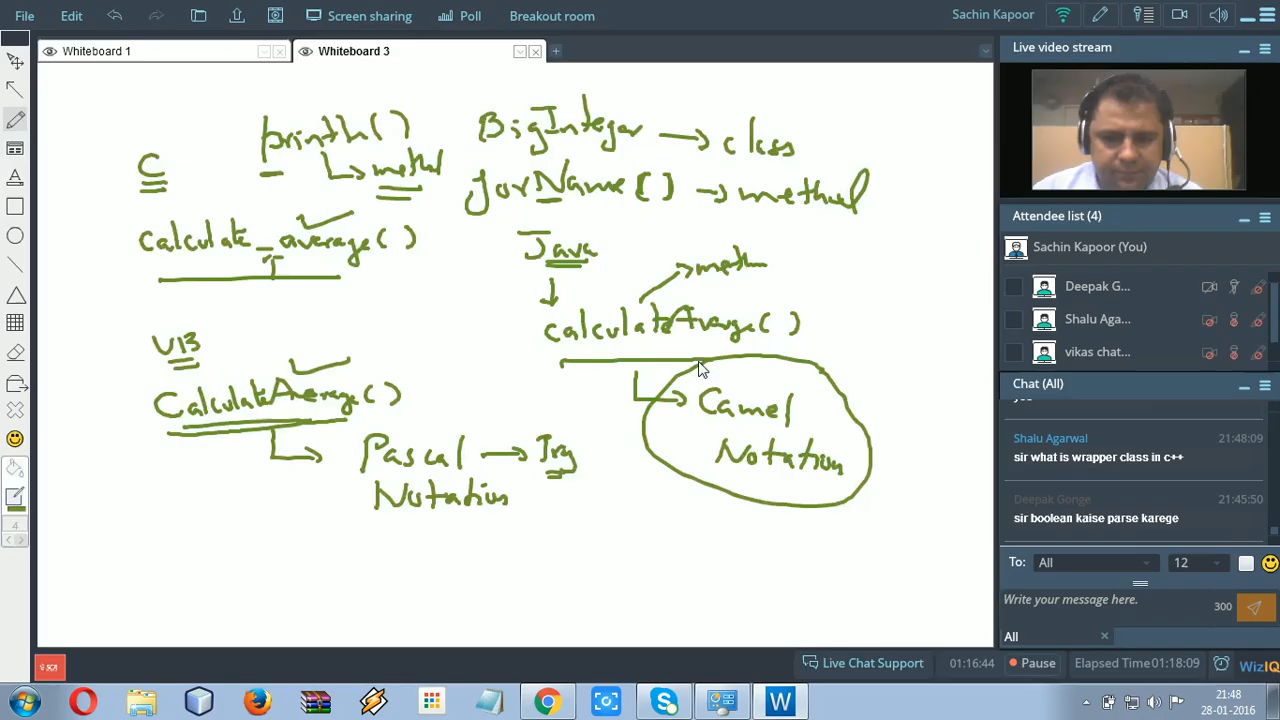 File Edit Screen sharing Poll Breakout room Sachin Kapoor
Whiteboard 1 Whiteboard 3
Live video stream
println()
method
C
calculate_average()
BigInteger → class
→ method
Java
calculateAverage()
Camel
Notation
CalculateAverage()
Pascal →
Notation
Attendee list (4)
Sachin Kapoor (You)
Deepak G...
Shalu Aga...
vikas chat...
Chat (All)
Shalu Agarwal 21:48:09
sir what is wrapper class in c++
Deepak Gonge 21:45:50
sir boolean kaise parse karege
To: All 12
Write your message here. 300
All
4
Live Chat Support 01:16:44 Pause Elapsed Time 01:18:09 WizIQ
W
21:48
28-01-2016